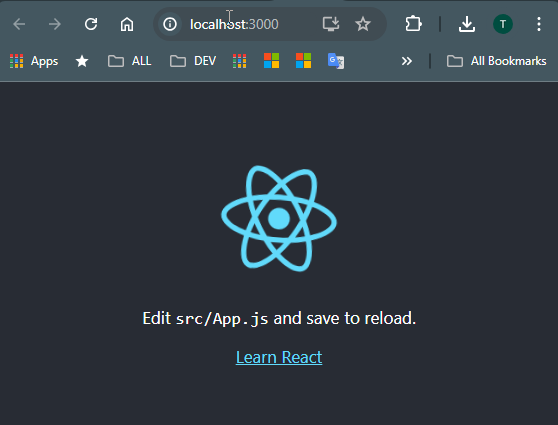 localhost:3000
T
Apps ALL DEV All Bookmarks
Edit src/App.js and save to reload.
Learn React